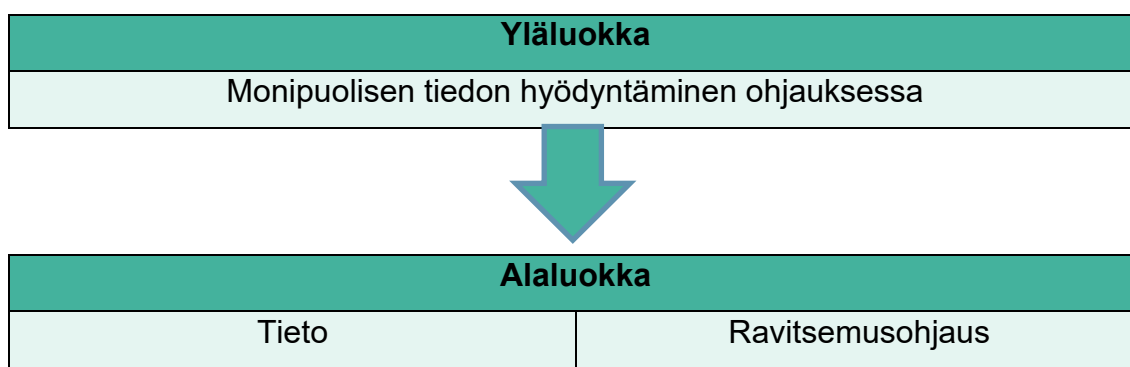 Yläluokka
Monipuolisen tiedon hyödyntäminen ohjauksessa
Alaluokka
Tieto
Ravitsemusohjaus